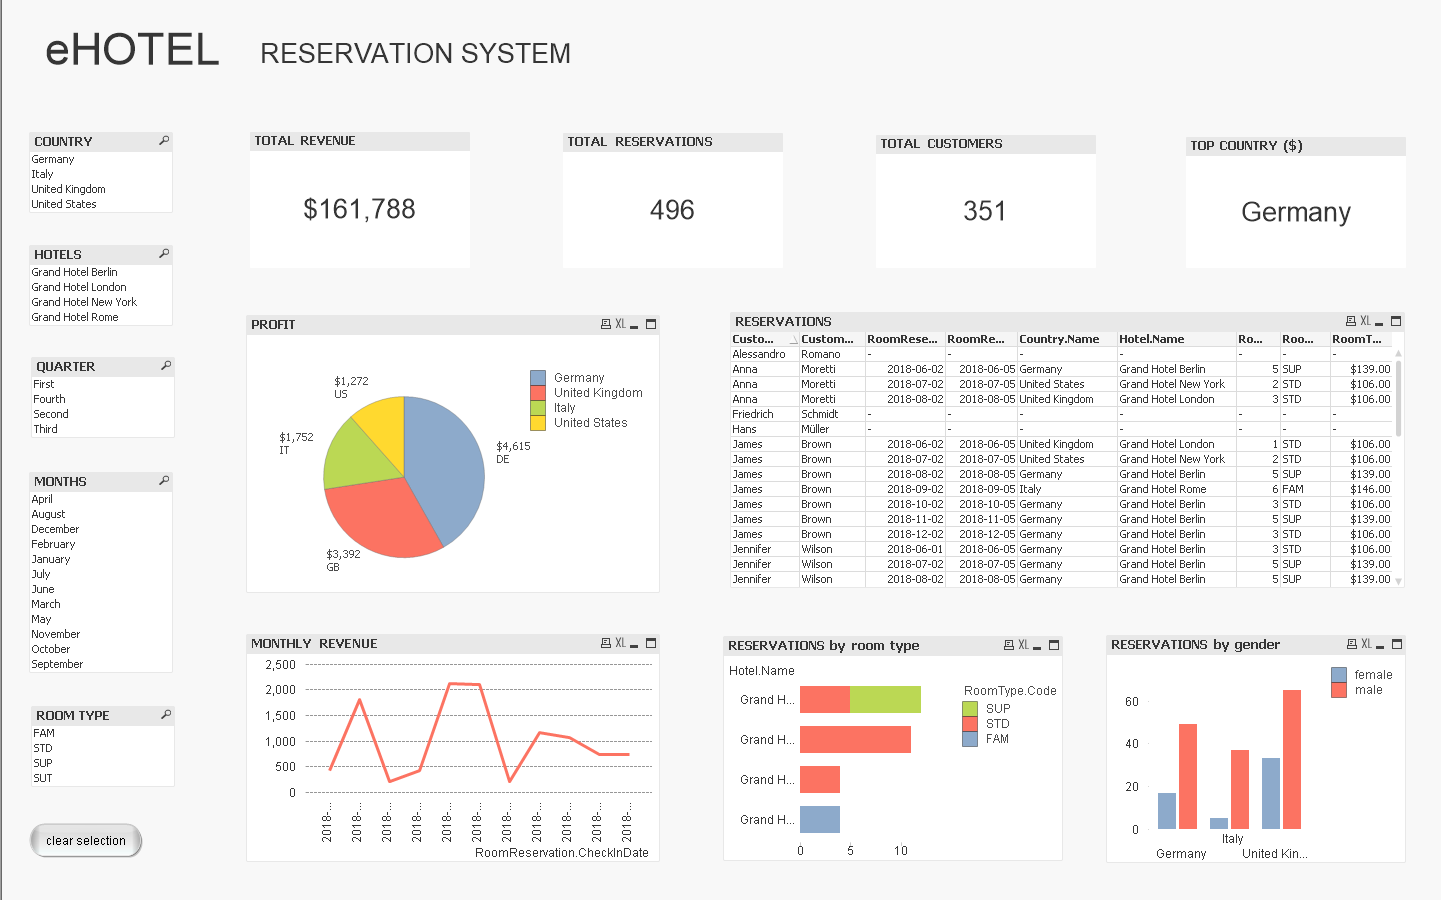 eHOTEL RESERVATION SYSTEM
COUNTRY
Germany
Italy
United Kingdom
United States
HOTELS
Grand Hotel Berlin
Grand Hotel London
Grand Hotel New York
Grand Hotel Rome
QUARTER
First
Fourth
Second
Third
MONTHS
April
August
December
February
January
July
June
March
May
November
October
September
ROOM TYPE
FAM
STD
SUP
SUT
clear selection
TOTAL REVENUE
$161,788
TOTAL RESERVATIONS
496
TOTAL CUSTOMERS
351
TOP COUNTRY ($)
Germany
PROFIT XL
$1,272
US
$1,752
IT
$3,392
GB
$4,615
DE
Germany
United Kingdom
Italy
United States
RESERVATIONS XL
Custo... Custom... RoomRese... RoomRe... Country.Name Hotel.Name Ro... Roo... RoomT...
Alessandro Romano - - - - - - -
Anna Moretti 2018-06-02 2018-06-05 Germany Grand Hotel Berlin 5 SUP $139.00
Anna Moretti 2018-07-02 2018-07-05 United States Grand Hotel New York 2 STD $106.00
Anna Moretti 2018-08-02 2018-08-05 United Kingdom Grand Hotel London 3 STD $106.00
Friedrich Schmidt - - - - - - -
Hans Müller - - - - - - -
James Brown 2018-06-02 2018-06-05 United Kingdom Grand Hotel London 1 STD $106.00
James Brown 2018-07-02 2018-07-05 United States Grand Hotel New York 2 STD $106.00
James Brown 2018-08-02 2018-08-05 Germany Grand Hotel Berlin 5 SUP $139.00
James Brown 2018-09-02 2018-09-05 Italy Grand Hotel Rome 6 FAM $146.00
James Brown 2018-10-02 2018-10-05 Germany Grand Hotel Berlin 3 STD $106.00
James Brown 2018-11-02 2018-11-05 Germany Grand Hotel Berlin 5 SUP $139.00
James Brown 2018-12-02 2018-12-05 Germany Grand Hotel Berlin 3 STD $106.00
Jennifer Wilson 2018-06-01 2018-06-05 Germany Grand Hotel Berlin 3 STD $106.00
Jennifer Wilson 2018-07-02 2018-07-05 Germany Grand Hotel Berlin 5 SUP $139.00
Jennifer Wilson 2018-08-02 2018-08-05 Germany Grand Hotel Berlin 5 SUP $139.00
MONTHLY REVENUE XL
2,500
2,000
1,500
1,000
500
0
2018-... 2018-... 2018-... 2018-... 2018-... 2018-... 2018-... 2018-... 2018-... 2018-... 2018-...
RoomReservation.CheckInDate
RESERVATIONS by room type XL
Hotel.Name
Grand H...
Grand H...
Grand H...
Grand H...
0 5 10
RoomType.Code
SUP
STD
FAM
RESERVATIONS by gender XL
female
male
60
40
20
0
Italy
Germany United Kin...